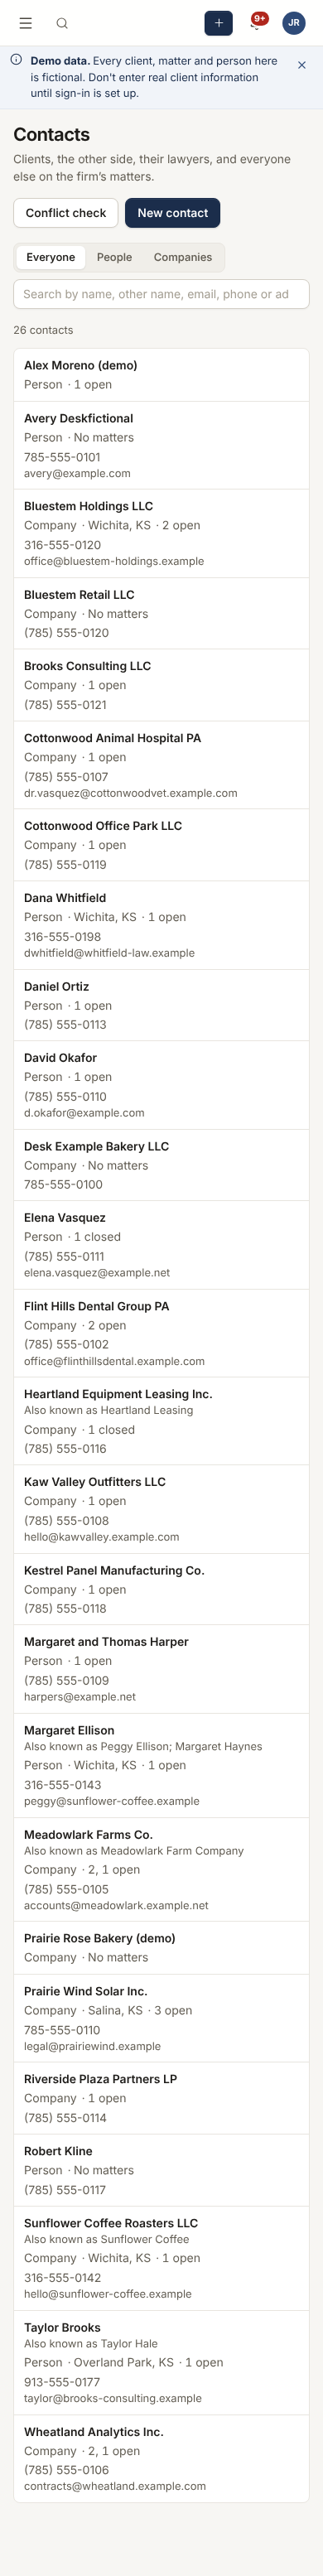 9+
JR
Demo data. Every client, matter and person here
is fictional. Don't enter real client information
until sign-in is set up.
Contacts
Clients, the other side, their lawyers, and everyone
else on the firm's matters.
Conflict check
New contact
Everyone People Companies
Search by name, other name, email, phone or ad
26 contacts
Alex Moreno (demo)
Person · 1 open
Avery Deskfictional
Person · No matters
785-555-0101
avery@example.com
Bluestem Holdings LLC
Company · Wichita, KS · 2 open
316-555-0120
office@bluestem-holdings.example
Bluestem Retail LLC
Company · No matters
(785) 555-0120
Brooks Consulting LLC
Company · 1 open
(785) 555-0121
Cottonwood Animal Hospital PA
Company · 1 open
(785) 555-0107
dr.vasquez@cottonwoodvet.example.com
Cottonwood Office Park LLC
Company · 1 open
(785) 555-0119
Dana Whitfield
Person · Wichita, KS · 1 open
316-555-0198
dwhitfield@whitfield-law.example
Daniel Ortiz
Person · 1 open
(785) 555-0113
David Okafor
Person · 1 open
(785) 555-0110
d.okafor@example.com
Desk Example Bakery LLC
Company · No matters
785-555-0100
Elena Vasquez
Person · 1 closed
(785) 555-0111
elena.vasquez@example.net
Flint Hills Dental Group PA
Company · 2 open
(785) 555-0102
office@flinthillsdental.example.com
Heartland Equipment Leasing Inc.
Also known as Heartland Leasing
Company · 1 closed
(785) 555-0116
Kaw Valley Outfitters LLC
Company · 1 open
(785) 555-0108
hello@kawvalley.example.com
Kestrel Panel Manufacturing Co.
Company · 1 open
(785) 555-0118
Margaret and Thomas Harper
Person · 1 open
(785) 555-0109
harpers@example.net
Margaret Ellison
Also known as Peggy Ellison; Margaret Haynes
Person · Wichita, KS · 1 open
316-555-0143
peggy@sunflower-coffee.example
Meadowlark Farms Co.
Also known as Meadowlark Farm Company
Company · 2, 1 open
(785) 555-0105
accounts@meadowlark.example.net
Prairie Rose Bakery (demo)
Company · No matters
Prairie Wind Solar Inc.
Company · Salina, KS · 3 open
785-555-0110
legal@prairiewind.example
Riverside Plaza Partners LP
Company · 1 open
(785) 555-0114
Robert Kline
Person · No matters
(785) 555-0117
Sunflower Coffee Roasters LLC
Also known as Sunflower Coffee
Company · Wichita, KS · 1 open
316-555-0142
hello@sunflower-coffee.example
Taylor Brooks
Also known as Taylor Hale
Person · Overland Park, KS · 1 open
913-555-0177
taylor@brooks-consulting.example
Wheatland Analytics Inc.
Company · 2, 1 open
(785) 555-0106
contracts@wheatland.example.com